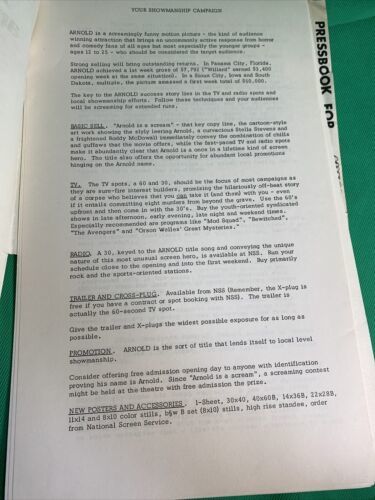 YOUR SHOWMANSHIP CAMPAIGN
PRESSBOOK FOR
ARNOLD is a screamingly funny motion picture - the kind of audience
winning attraction that brings an uncommonly active response from horror
and comedy fans of all ages but most especially the younger groups -
ages 12 to 25 - who should be considered the target audience.
Strong selling will bring outstanding returns. In Panama City, Florida,
ARNOLD achieved a 1st week gross of $7,792 ("Willard" earned $3,400
opening week at the same situation). In a Sioux City, Iowa and South
Dakota, multiple, the picture amassed a first week total of $50,000.
The key to the ARNOLD success story lies in the TV and radio spots and
local showmanship efforts. Follow these techniques and your audiences
will be screaming for extended runs.
BASIC SELL. "Arnold is a scream" - that key copy line, the cartoon-style
art work showing the slyly leering Arnold, a curvacious Stella Stevens and
a frightened Roddy McDowall immediately convey the combination of chills
and guffaws that the movie offers, while the fast-paced TV and radio spots
make it abundantly clear that Arnold is a once in a lifetime kind of screen
hero. The title also offers the opportunity for abundant local promotions
hinging on the Arnold name.
TV. The TV spots, a 60 and 30, should be the focus of most campaigns as
they are sure-fire interest builders, promising the hilariously off-beat story
of a corpse who believes that you can take it (and them) with you - even
if it entails committing eight murders from beyond the grave. Use the 60's
upfront and then come in with the 30's. Buy the youth-oriented syndicated
shows in late afternoon, early evening, late night and weekend times.
Especially recommended are programs like "Mod Squad", "Bewitched",
"The Avengers" and "Orson Welles' Great Mysteries."
RADIO. A 30, keyed to the ARNOLD title song and conveying the unique
nature of this most unusual screen hero, is available at NSS. Run your
schedule close to the opening and into the first weekend. Buy primarily
rock and the sports-oriented stations.
TRAILER AND CROSS-PLUG. Available from NSS (Remember, the X-plug is
free if you have a contract or spot booking with NSS). The trailer is
actually the 60-second TV spot.
Give the trailer and X-plugs the widest possible exposure for as long as
possible.
PROMOTION. ARNOLD is the sort of title that lends itself to local level
showmanship.
Consider offering free admission opening day to anyone with identification
proving his name is Arnold. Since "Arnold is a scream", a screaming contest
might be held at the theatre with free admission the prize.
NEW POSTERS AND ACCESSORIES. 1-Sheet, 30x40, 40x60B, 14x36B, 22x28B,
11x14 and 8x10 color stills, b&w B set (8x10) stills, high rise standee, order
from National Screen Service.